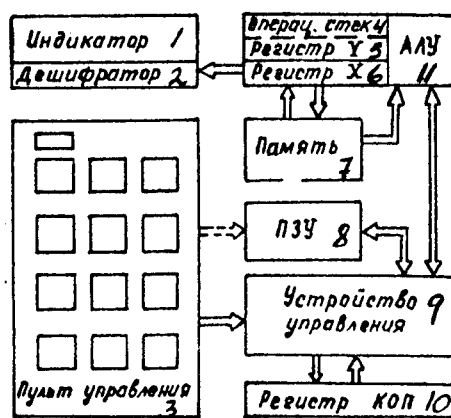 Индикатор 1
Дешифратор 2
Операц. стек 4
Регистр Y 5
Регистр X 6
АЛУ
11
Память
7
ПЗУ 8
Устройство
управления 9
Пульт управления
3
Регистр КОП 10